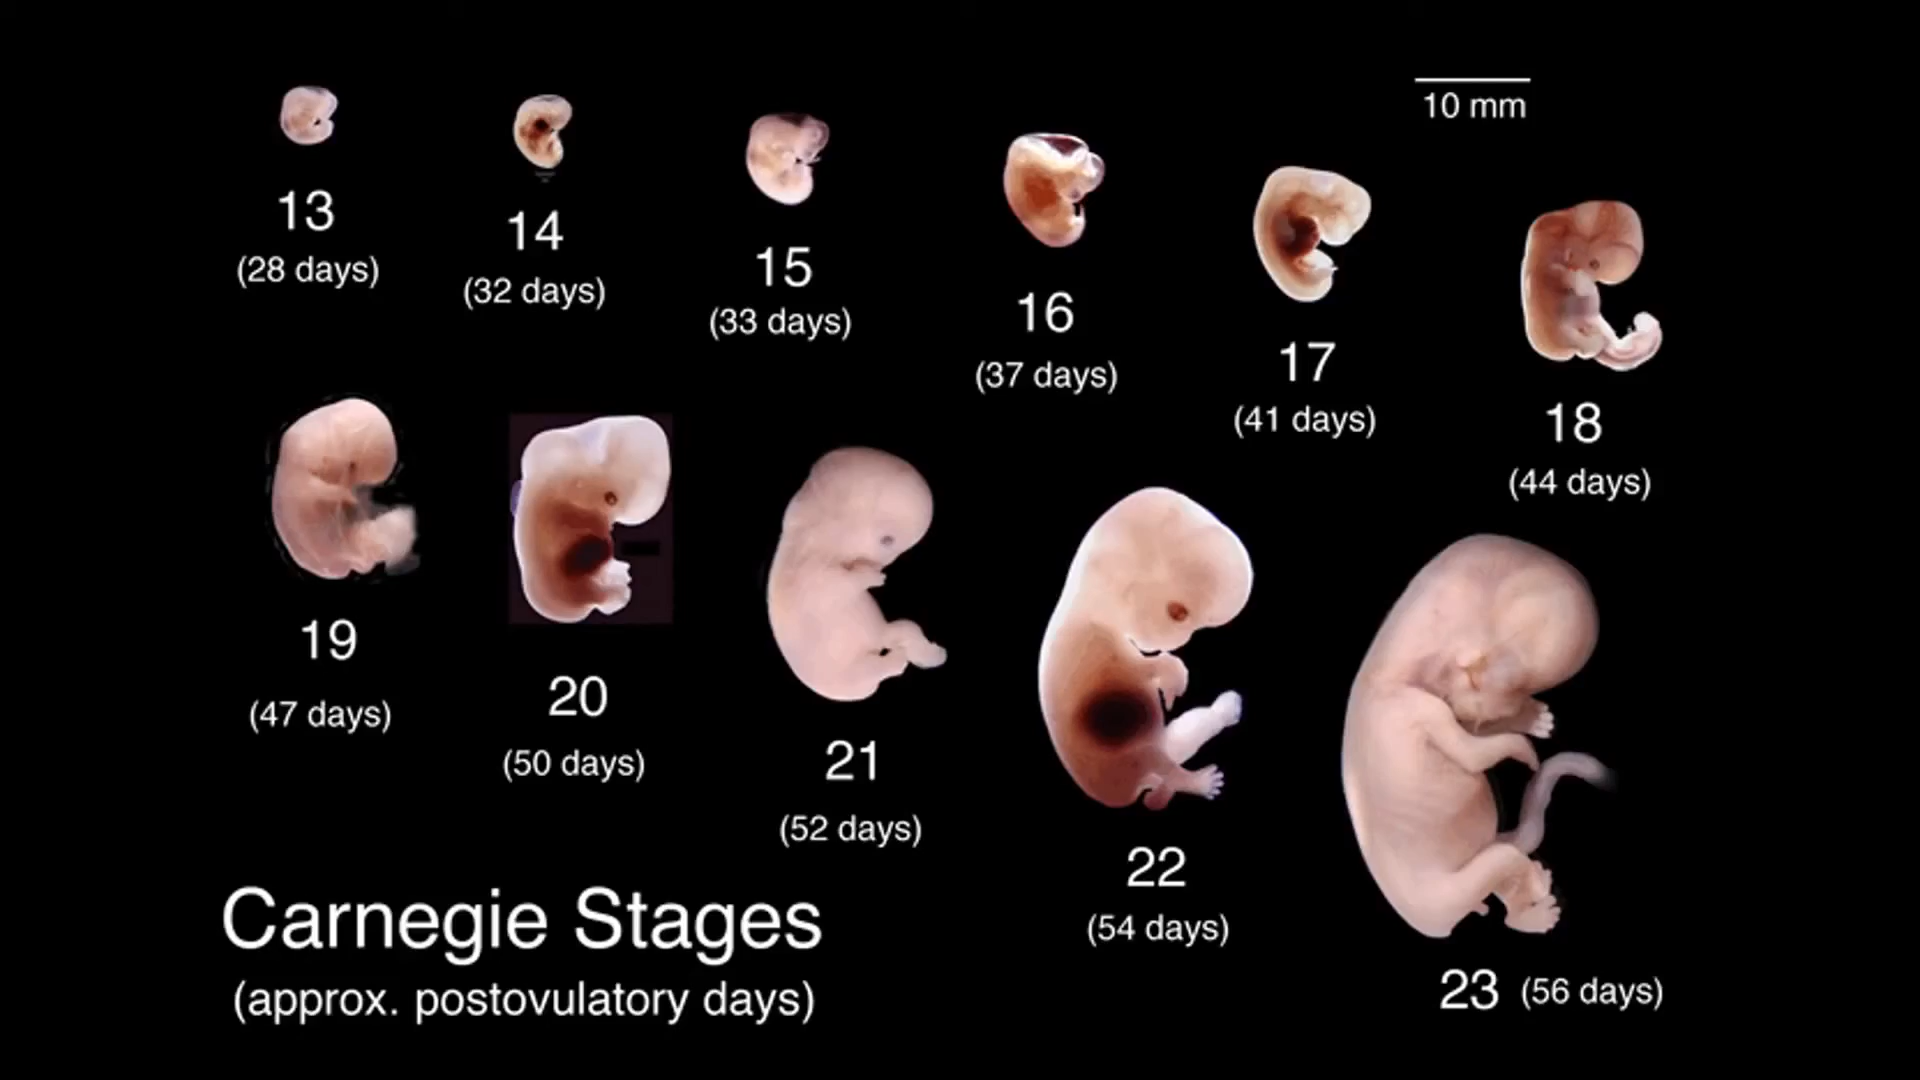 10 mm
13
(28 days)
14
(32 days)
15
(33 days)
16
(37 days)
17
(41 days)
18
(44 days)
19
(47 days)
20
(50 days)
21
(52 days)
22
(54 days)
23 (56 days)
Carnegie Stages
(approx. postovulatory days)